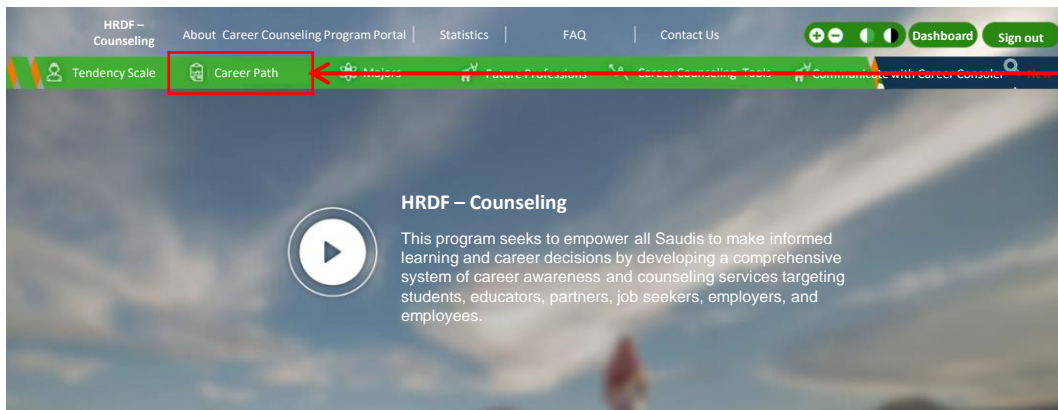 HRDF –
Counseling
About Career Counseling Program Portal
Statistics
FAQ
Contact Us
Dashboard
Sign out
Tendency Scale
Career Path
Majors
Future Professions
Career Counseling Tools
Communicate with Career Consoler
New
HRDF – Counseling
This program seeks to empower all Saudis to make informed
learning and career decisions by developing a comprehensive
system of career awareness and counseling services targeting
students, educators, partners, job seekers, employers, and
employees.